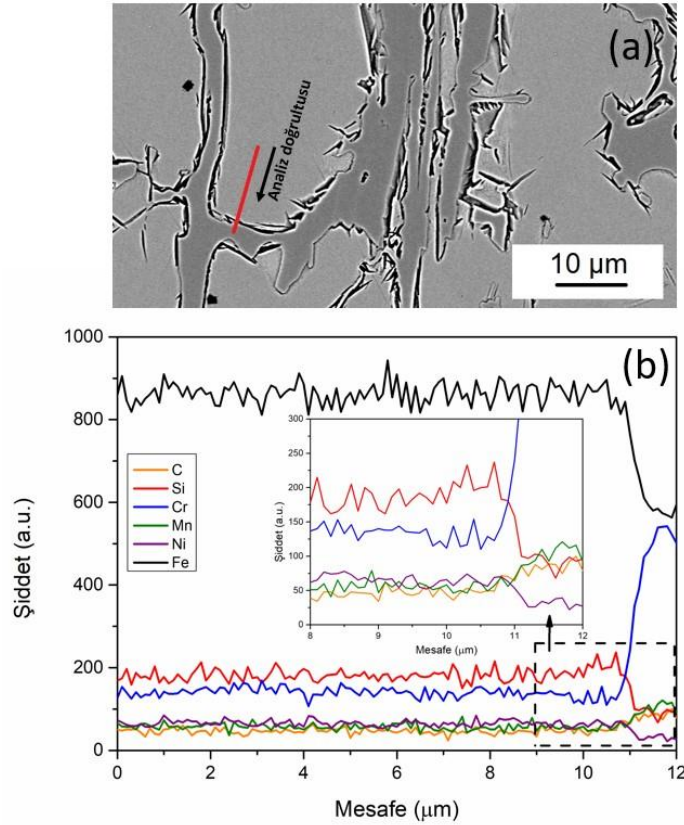 (a)
Analiz doğrultusu
10 µm
(b)
1000
800
600
400
200
0
Şiddet (a.u.)
C
Si
Cr
Mn
Ni
Fe
300
250
200
150
100
50
0
Şiddet (a.u.)
8 9 10 11 12
Mesafe (µm)
0 2 4 6 8 10 12
Mesafe (µm)